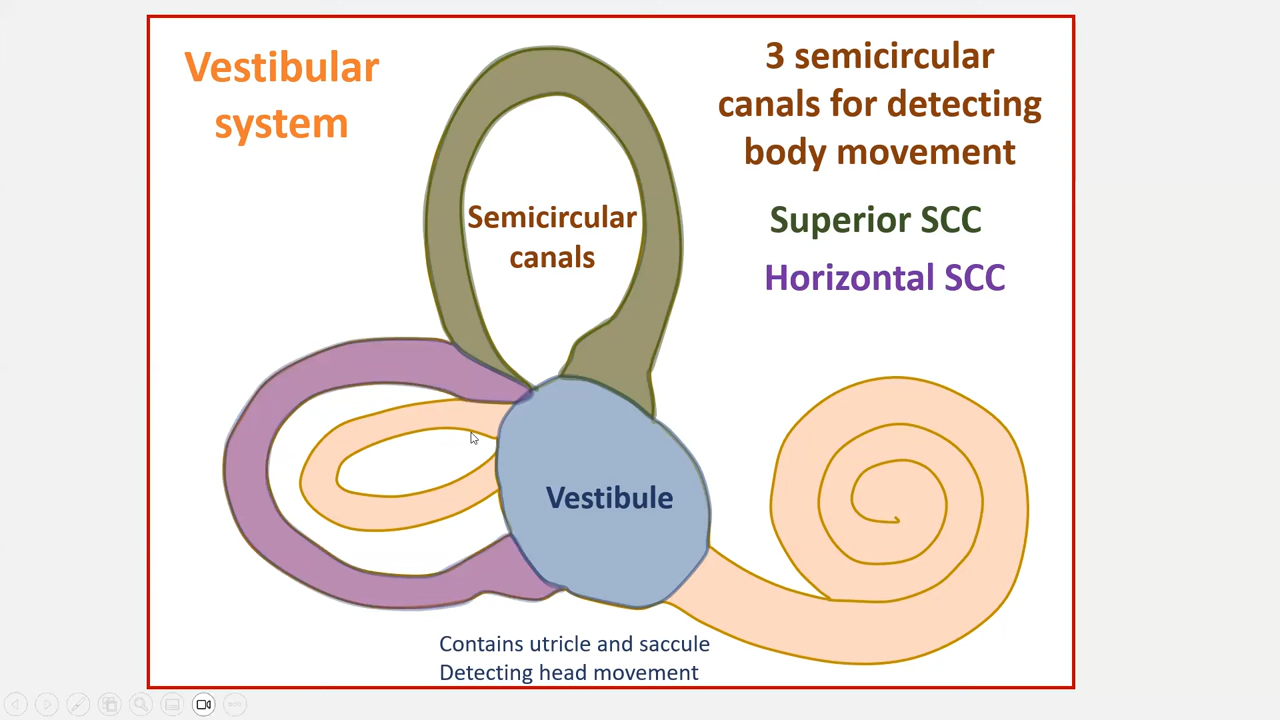 Vestibular
system
3 semicircular
canals for detecting
body movement
Semicircular
canals
Superior SCC
Horizontal SCC
Vestibule
Contains utricle and saccule
Detecting head movement